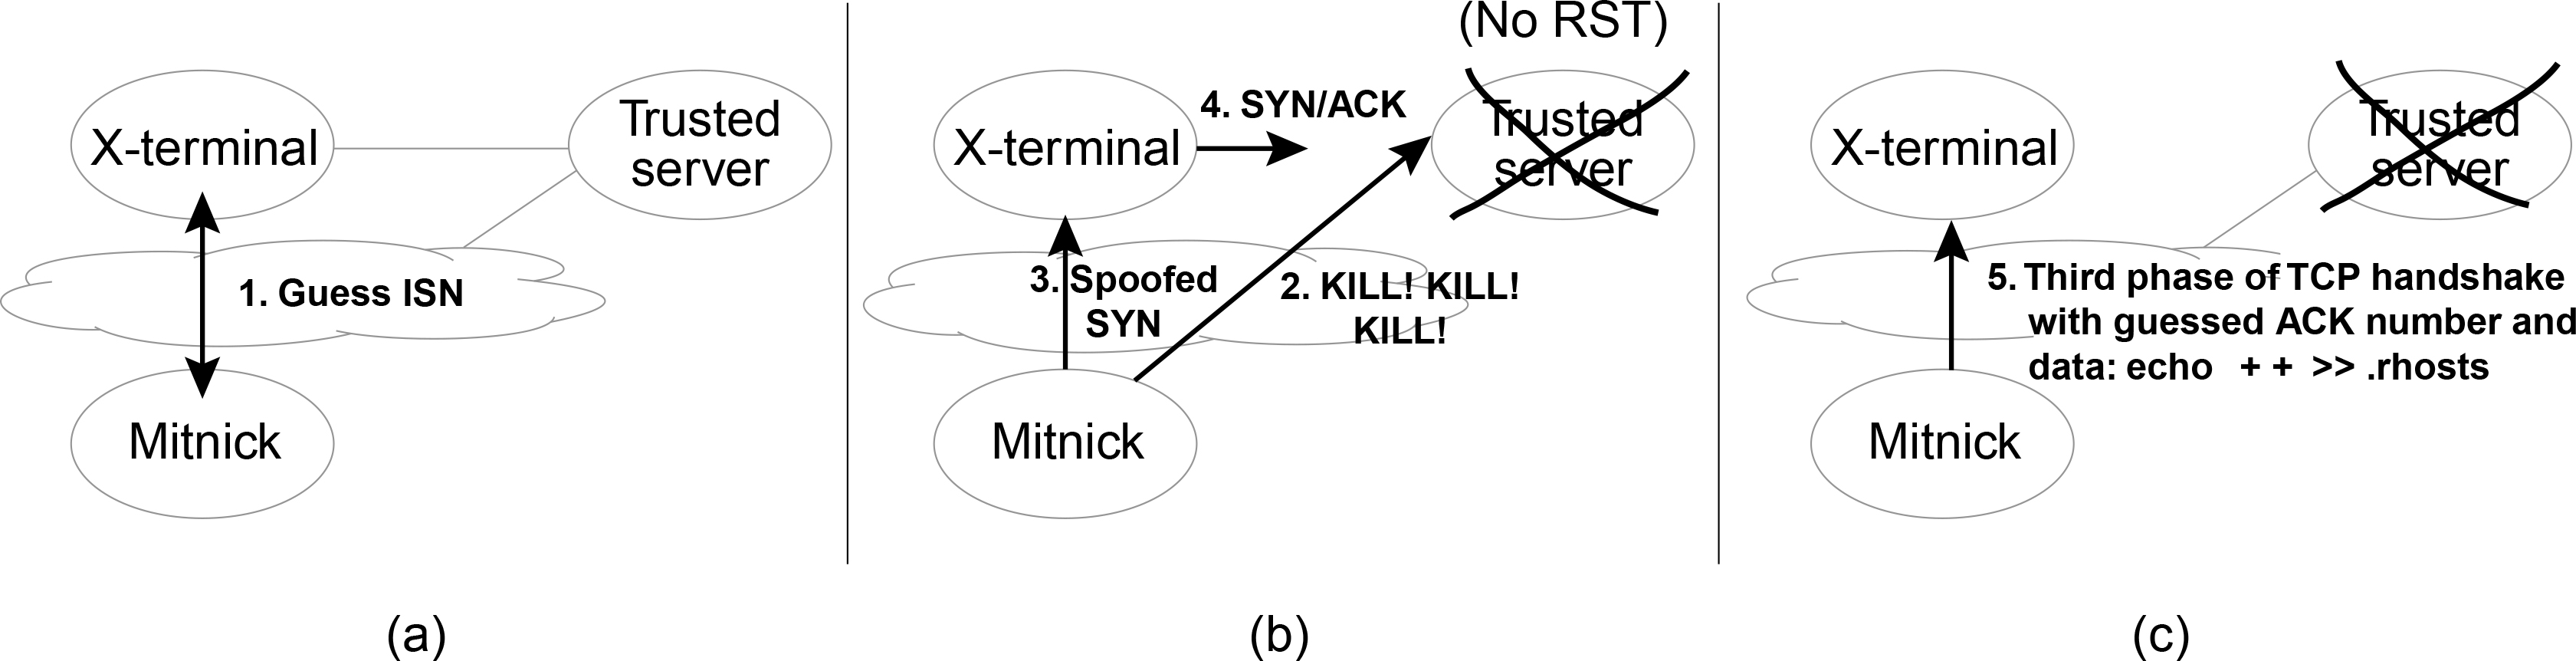 X-terminal
Trusted
server
1. Guess ISN
Mitnick
(a)
(No RST)
X-terminal
4. SYN/ACK
Trusted
server
3. Spoofed
SYN
2. KILL! KILL!
KILL!
Mitnick
(b)
X-terminal
Trusted
server
5. Third phase of TCP handshake
with guessed ACK number and
data: echo + + >> .rhosts
Mitnick
(c)